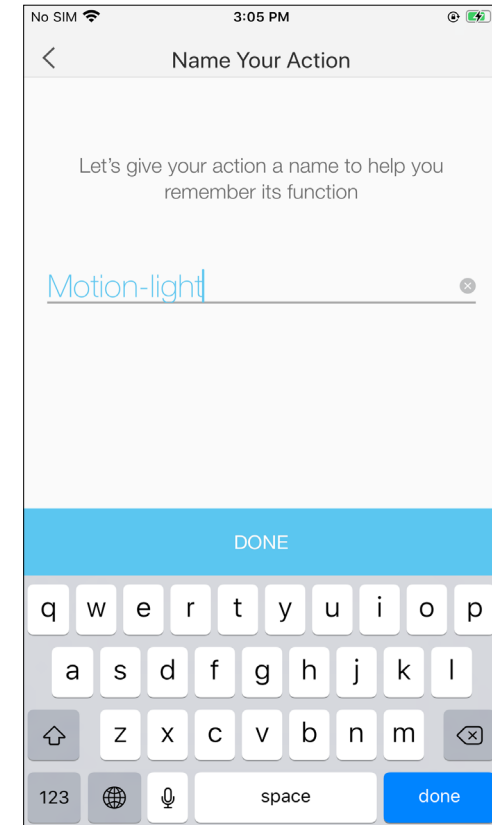 No SIM 3:05 PM
Name Your Action
Let’s give your action a name to help you
remember its function
Motion-light
DONE
q w e r t y u i o p
a s d f g h j k l
z x c v b n m
123 space done